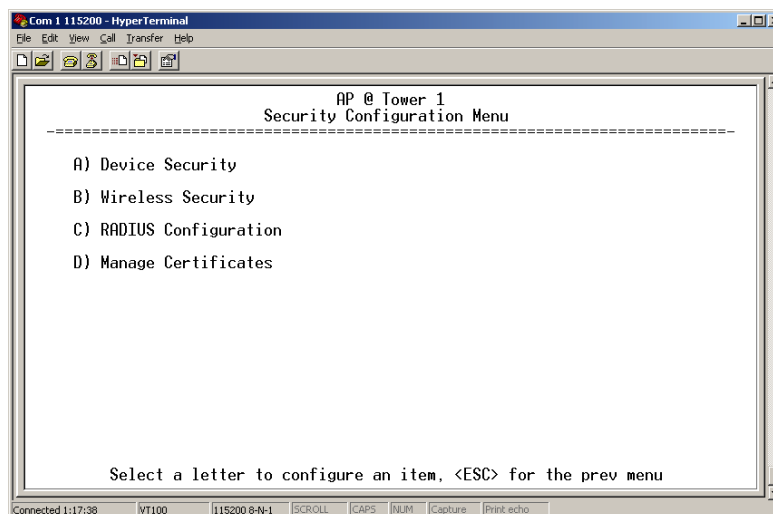 Com 1 115200 - HyperTerminal
File Edit View Call Transfer Help
AP @ Tower 1
Security Configuration Menu
-==========================================================================-
A) Device Security
B) Wireless Security
C) RADIUS Configuration
D) Manage Certificates
Select a letter to configure an item, <ESC> for the prev menu
Connected 1:17:38 VT100 115200 8-N-1 SCROLL CAPS NUM Capture Print echo